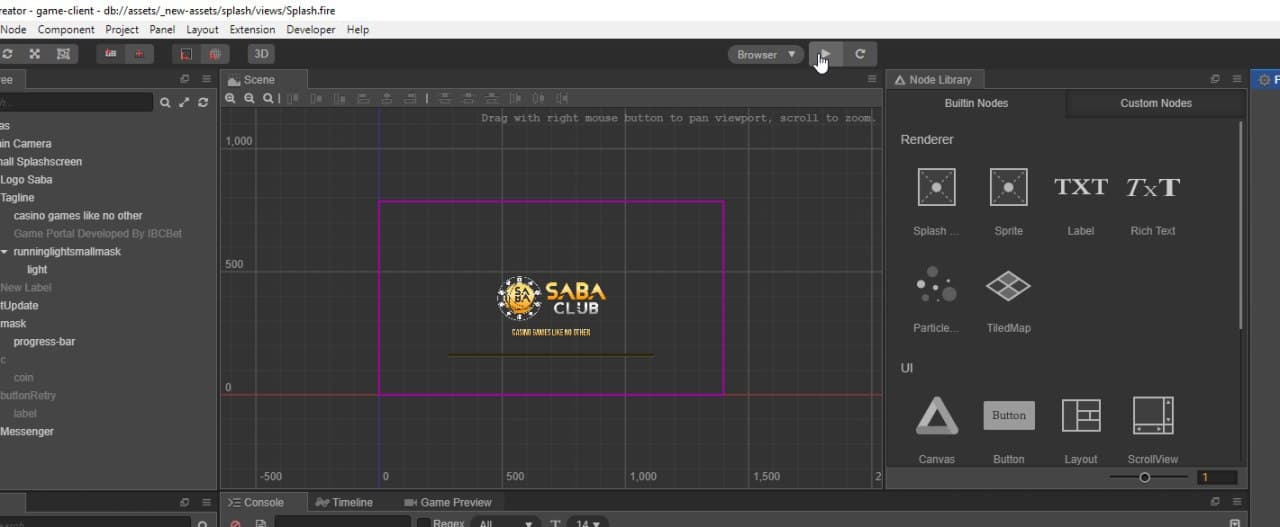 reator - game-client - db://assets/_new-assets/splash/views/Splash.fire
Node Component Project Panel Layout Extension Developer Help
3D
Browser
ree
Scene
Node Library
Drag with right mouse button to pan viewport, scroll to zoom.
Builtin Nodes Custom Nodes
as
in Camera
all Splashscreen
Logo Saba
Tagline
casino games like no other
Game Portal Developed By IBCBet
runninglightsmallmask
light
New Label
tUpdate
mask
progress-bar
c
coin
buttonRetry
label
Messenger
1,000
500
0
SABA
CLUB
CASINO GAMES LIKE NO OTHER
-500 0 500 1,000 1,500 2
Renderer
TXT TxT
Splash ... Sprite Label Rich Text
Particle... TiledMap
UI
Button
Canvas Button Layout ScrollView
1
Console Timeline Game Preview
Regex All 14